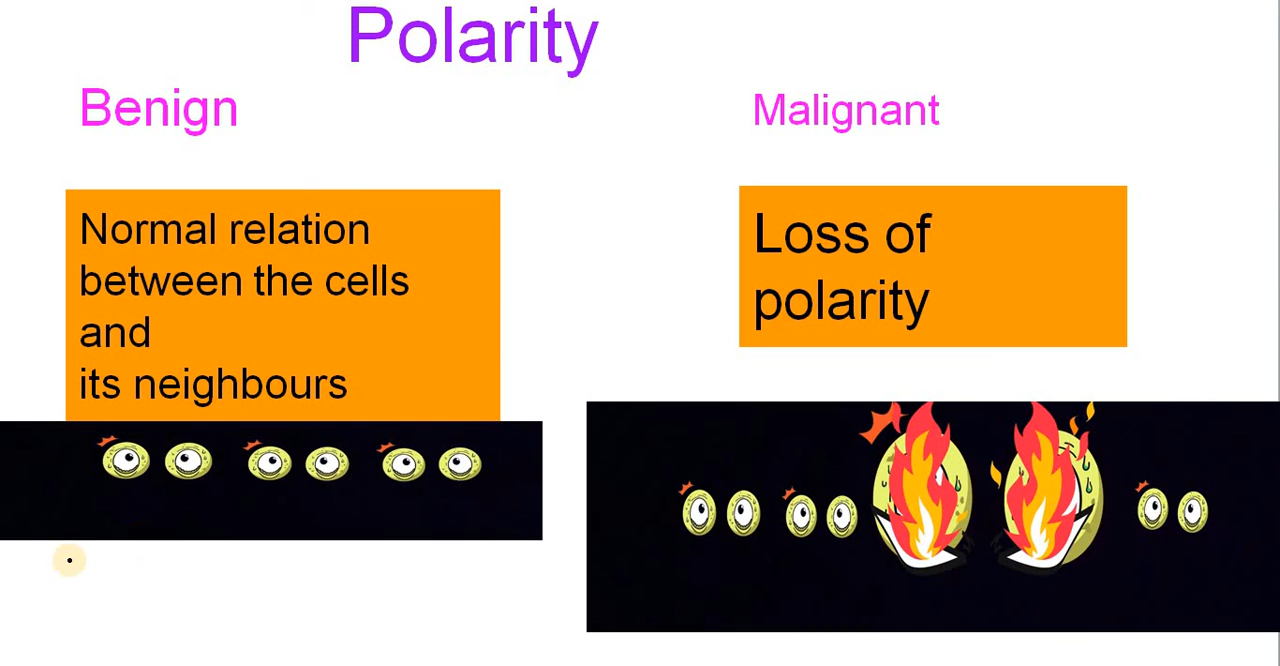 Polarity
Benign
Malignant
Normal relation
between the cells
and
its neighbours
Loss of
polarity